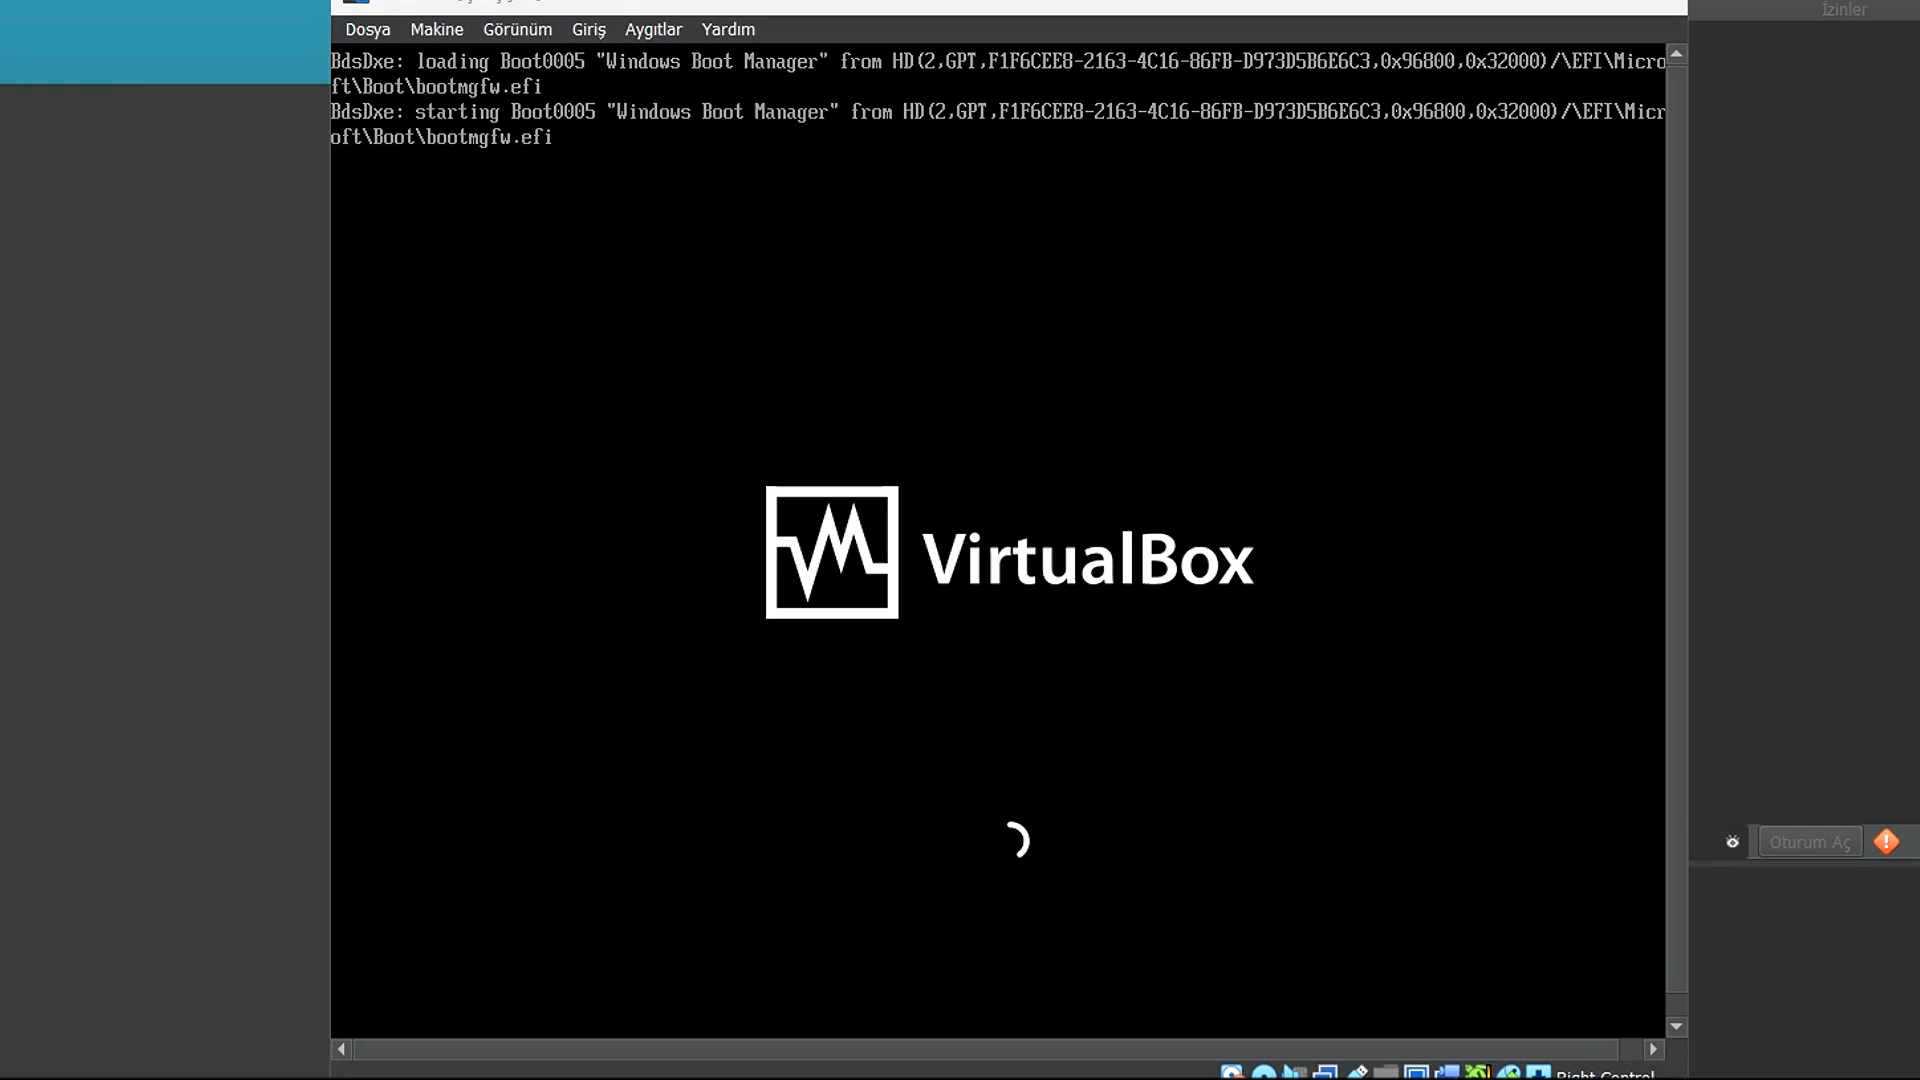 İzinler
Dosya Makine Görünüm Giriş Aygıtlar Yardım
BdsDxe: loading Boot0005 "Windows Boot Manager" from HD(2,GPT,F1F6CEE8-2163-4C16-86FB-D973D5B6E6C3,0x96800,0x32000)/\EFI\Micro
ft\Boot\bootmgfw.efi
BdsDxe: starting Boot0005 "Windows Boot Manager" from HD(2,GPT,F1F6CEE8-2163-4C16-86FB-D973D5B6E6C3,0x96800,0x32000)/\EFI\Micr
oft\Boot\bootmgfw.efi
VirtualBox
Oturum Aç
Right Control